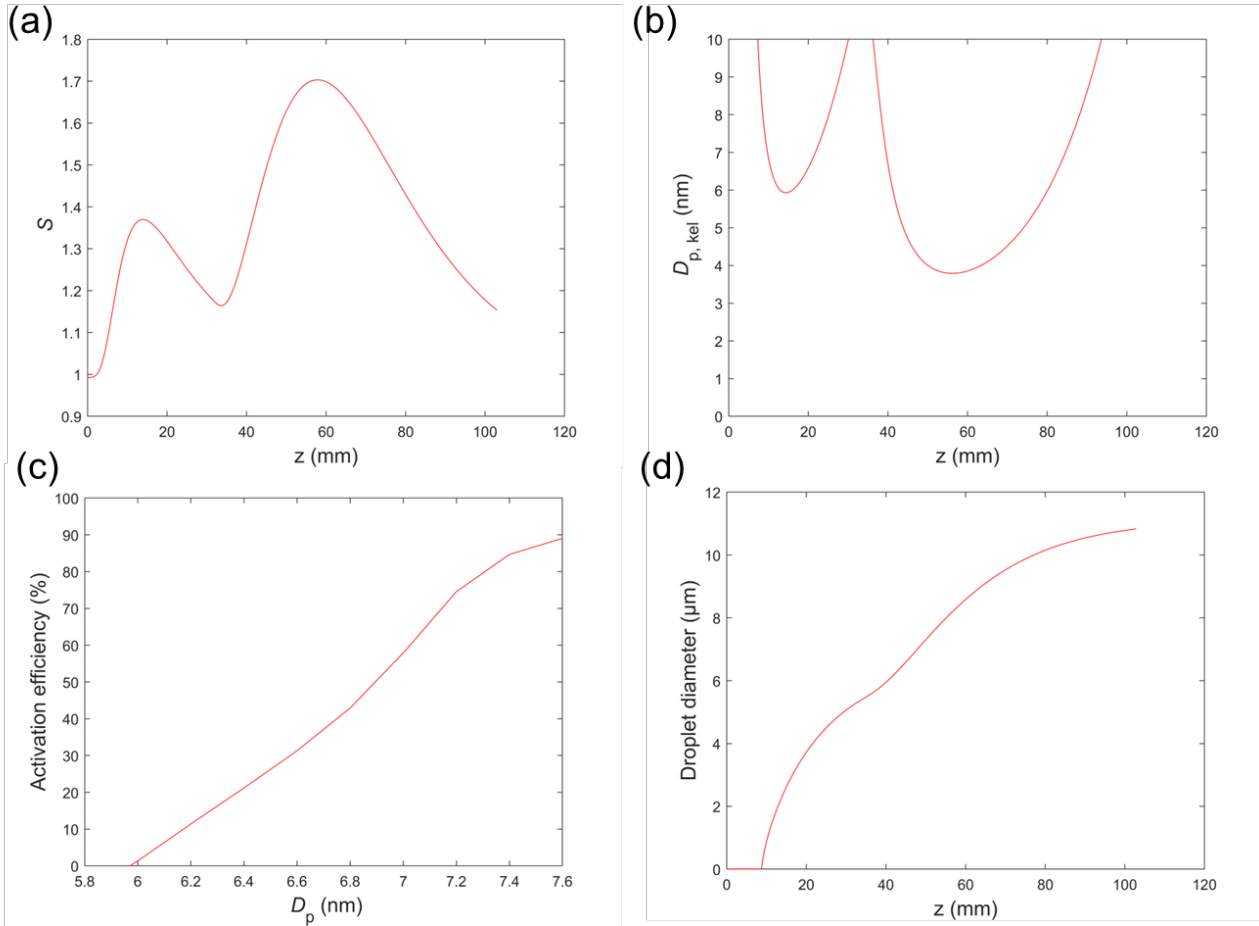 (a)
1.8
1.7
1.6
1.5
1.4
1.3
1.2
1.1
1
0.9
S
0 20 40 60 80 100 120
z (mm)
(b)
10
9
8
7
6
5
4
3
2
1
0
D_p, kel (nm)
0 20 40 60 80 100 120
z (mm)
(c)
100
90
80
70
60
50
40
30
20
10
0
Activation efficiency (%)
5.8 6 6.2 6.4 6.6 6.8 7 7.2 7.4 7.6
D_p (nm)
(d)
12
10
8
6
4
2
0
Droplet diameter (μm)
0 20 40 60 80 100 120
z (mm)